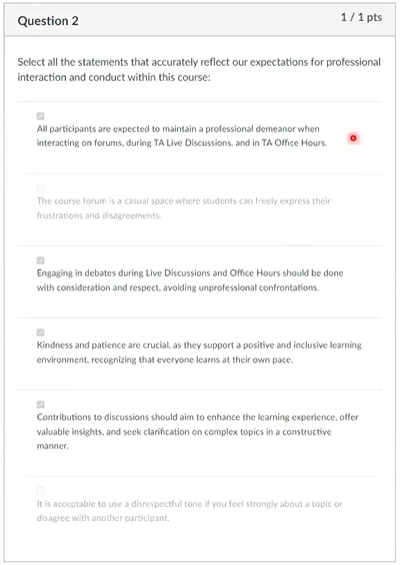 Question 2
1 / 1 pts
Select all the statements that accurately reflect our expectations for professional
interaction and conduct within this course:
All participants are expected to maintain a professional demeanor when
interacting on forums, during TA Live Discussions, and in TA Office Hours.
The course forum is a casual space where students can freely express their
frustrations and disagreements.
Engaging in debates during Live Discussions and Office Hours should be done
with consideration and respect, avoiding unprofessional confrontations.
Kindness and patience are crucial, as they support a positive and inclusive learning
environment, recognizing that everyone learns at their own pace.
Contributions to discussions should aim to enhance the learning experience, offer
valuable insights, and seek clarification on complex topics in a constructive
manner.
It is acceptable to use a disrespectful tone if you feel strongly about a topic or
disagree with another participant.